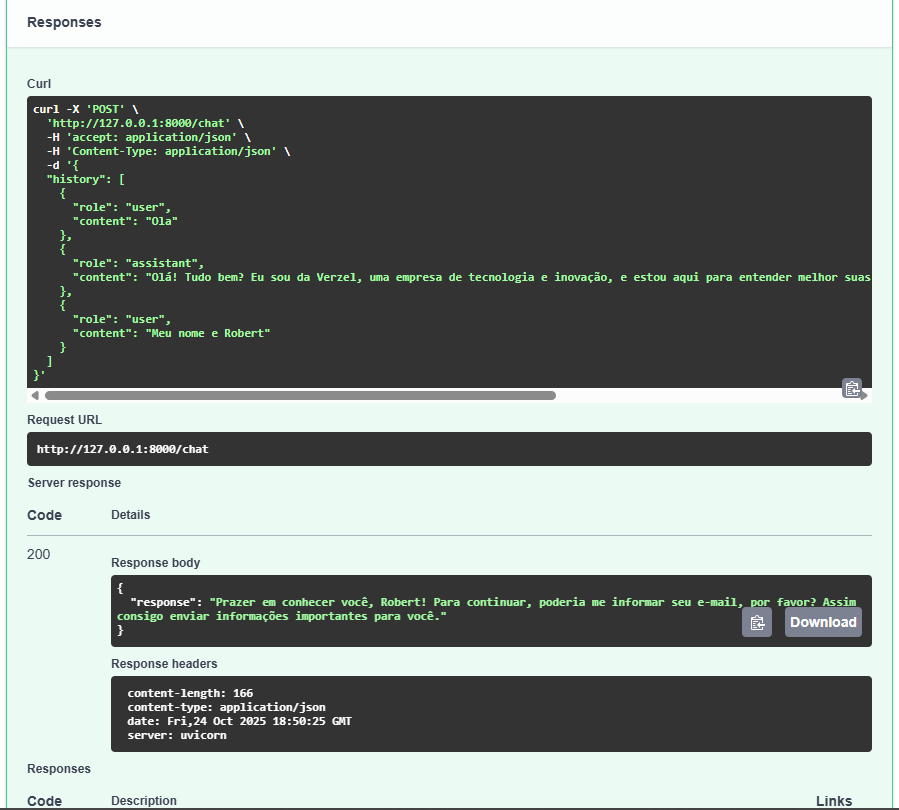 Responses
Curl
curl -X 'POST' \
  'http://127.0.0.1:8000/chat' \
  -H 'accept: application/json' \
  -H 'Content-Type: application/json' \
  -d '{
  "history": [
    {
      "role": "user",
      "content": "Ola"
    },
    {
      "role": "assistant",
      "content": "Olá! Tudo bem? Eu sou da Verzel, uma empresa de tecnologia e inovação, e estou aqui para entender melhor suas
    },
    {
      "role": "user",
      "content": "Meu nome e Robert"
    }
  ]
}'
Request URL
http://127.0.0.1:8000/chat
Server response
Code Details
200
Response body
{
  "response": "Prazer em conhecer você, Robert! Para continuar, poderia me informar seu e-mail, por favor? Assim
consigo enviar informações importantes para você."
}
Download
Response headers
content-length: 166
content-type: application/json
date: Fri,24 Oct 2025 18:50:25 GMT
server: uvicorn
Responses
Code Description Links